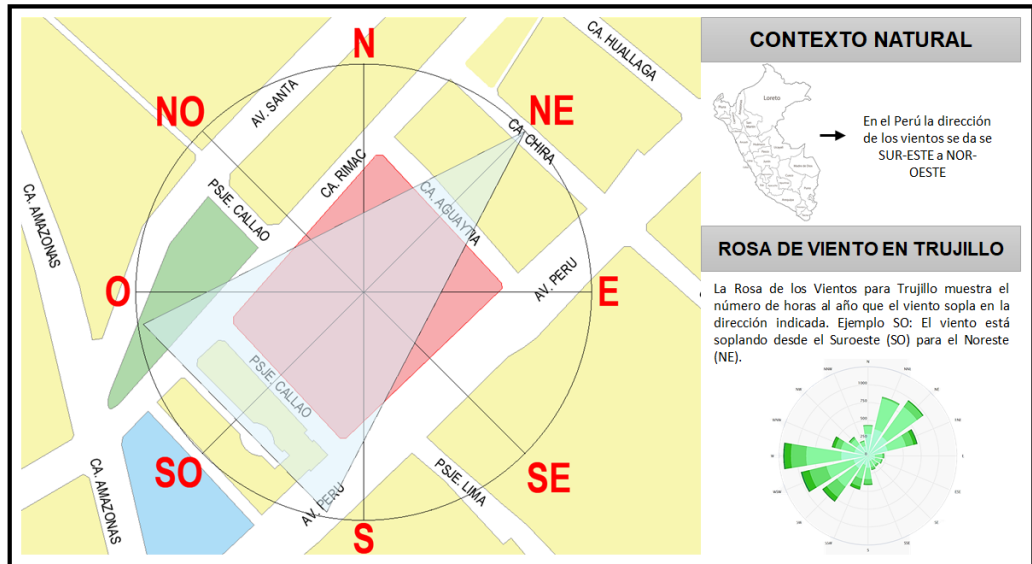 N
CA. HUALLAGA
NO
AV. SANTA
NE
CA. CHIRA
CA. RIMAC
CA. AGUAYTIA
PSJE. CALLAO
CA. AMAZONAS
AV. PERU
O
E
PSJE. CALLAO
SO
SE
CA. AMAZONAS
AV. PERU
PSJE. LIMA
S
CONTEXTO NATURAL
Loreto
En el Perú la dirección
de los vientos se da se
SUR-ESTE a NOR-
OESTE
ROSA DE VIENTO EN TRUJILLO
La Rosa de los Vientos para Trujillo muestra el
número de horas al año que el viento sopla en la
dirección indicada. Ejemplo SO: El viento está
soplando desde el Suroeste (SO) para el Noreste
(NE).